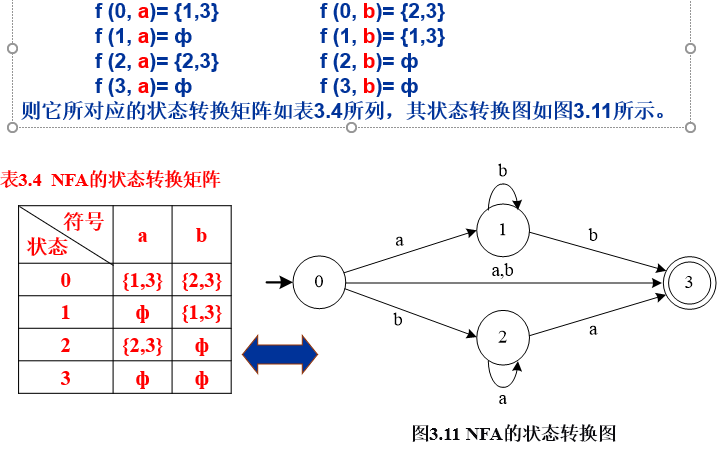 f (0, a)= {1,3} f (0, b)= {2,3}
f (1, a)= ф f (1, b)= {1,3}
f (2, a)= {2,3} f (2, b)= ф
f (3, a)= ф f (3, b)= ф
则它所对应的状态转换矩阵如表3.4所列，其状态转换图如图3.11所示。
表3.4 NFA的状态转换矩阵
符号
状态
a b
0 {1,3} {2,3}
1 ф {1,3}
2 {2,3} ф
3 ф ф
b
1
a
b
0
a,b
3
b
2
a
a
图3.11 NFA的状态转换图